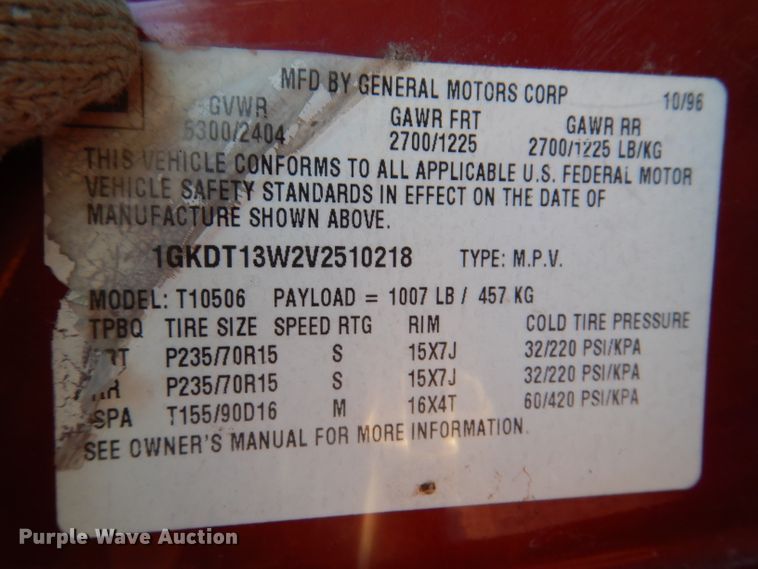 MFD BY GENERAL MOTORS CORP 10/96
GVWR GAWR FRT GAWR RR
5300/2404 2700/1225 2700/1225 LB/KG
THIS VEHICLE CONFORMS TO ALL APPLICABLE U.S. FEDERAL MOTOR
VEHICLE SAFETY STANDARDS IN EFFECT ON THE DATE OF
MANUFACTURE SHOWN ABOVE.
1GKDT13W2V2510218 TYPE: M.P.V.
MODEL: T10506 PAYLOAD = 1007 LB / 457 KG
TPBQ TIRE SIZE SPEED RTG RIM COLD TIRE PRESSURE
FRT P235/70R15 S 15X7J 32/220 PSI/KPA
RR P235/70R15 S 15X7J 32/220 PSI/KPA
SPA T155/90D16 M 16X4T 60/420 PSI/KPA
SEE OWNER'S MANUAL FOR MORE INFORMATION.
Purple Wave Auction